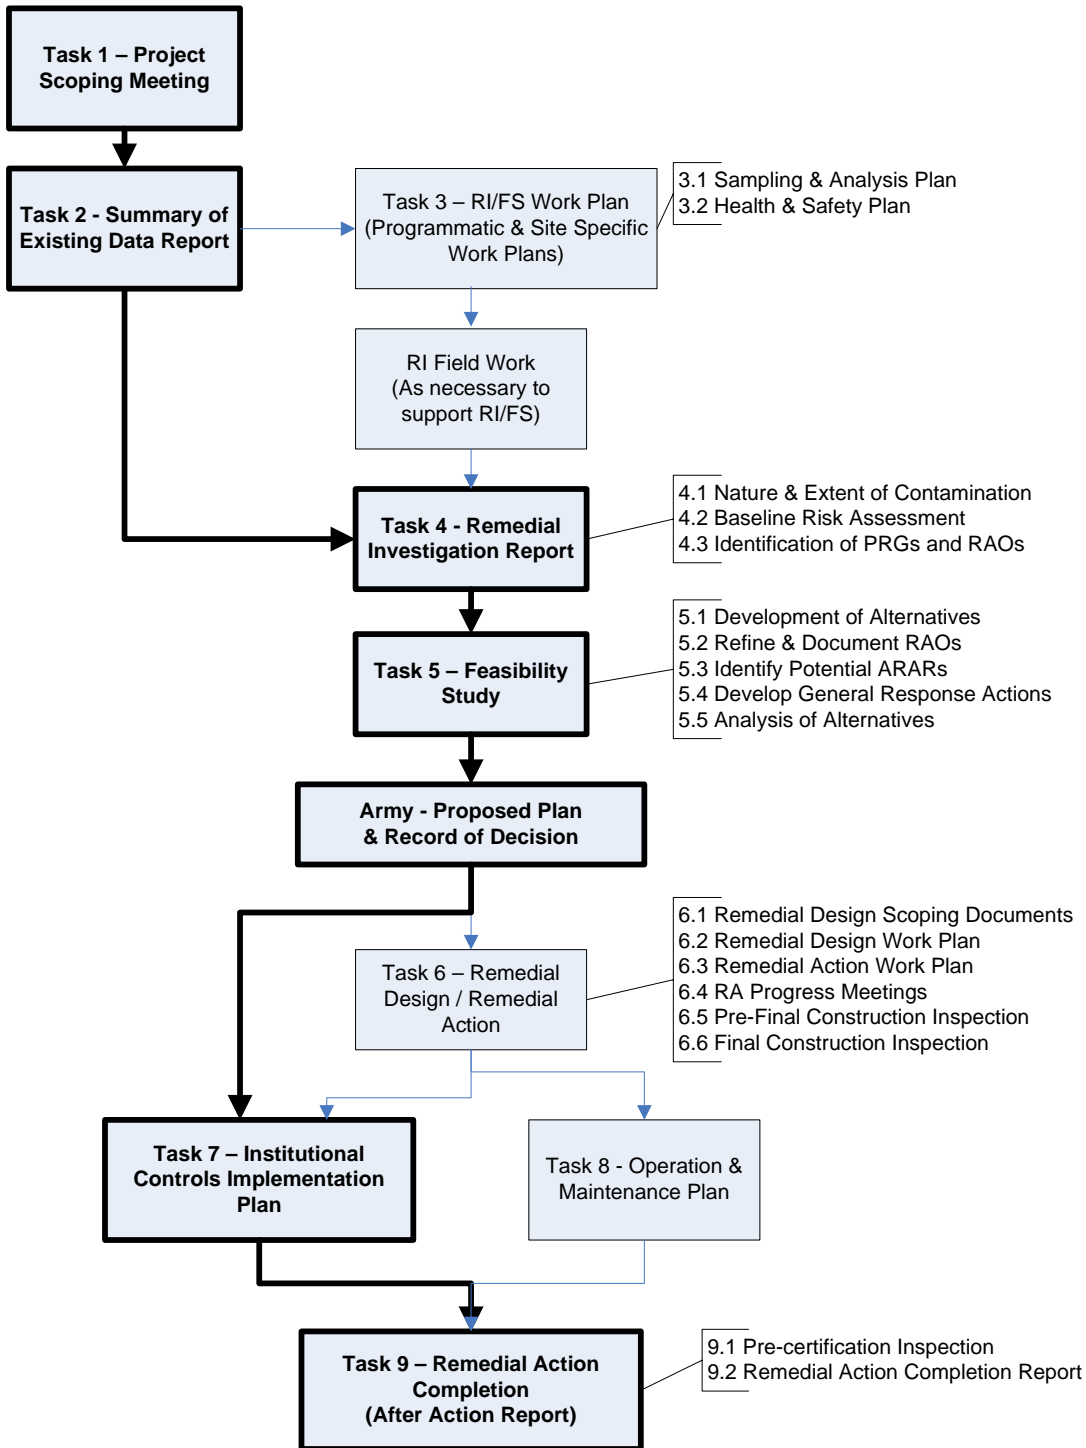 Task 1 – Project
Scoping Meeting
Task 2 - Summary of
Existing Data Report
Task 3 – RI/FS Work Plan
(Programmatic & Site Specific
Work Plans)
3.1 Sampling & Analysis Plan
3.2 Health & Safety Plan
RI Field Work
(As necessary to
support RI/FS)
Task 4 - Remedial
Investigation Report
4.1 Nature & Extent of Contamination
4.2 Baseline Risk Assessment
4.3 Identification of PRGs and RAOs
Task 5 – Feasibility
Study
5.1 Development of Alternatives
5.2 Refine & Document RAOs
5.3 Identify Potential ARARs
5.4 Develop General Response Actions
5.5 Analysis of Alternatives
Army - Proposed Plan
& Record of Decision
Task 6 – Remedial
Design / Remedial
Action
6.1 Remedial Design Scoping Documents
6.2 Remedial Design Work Plan
6.3 Remedial Action Work Plan
6.4 RA Progress Meetings
6.5 Pre-Final Construction Inspection
6.6 Final Construction Inspection
Task 7 – Institutional
Controls Implementation
Plan
Task 8 - Operation &
Maintenance Plan
Task 9 – Remedial Action
Completion
(After Action Report)
9.1 Pre-certification Inspection
9.2 Remedial Action Completion Report